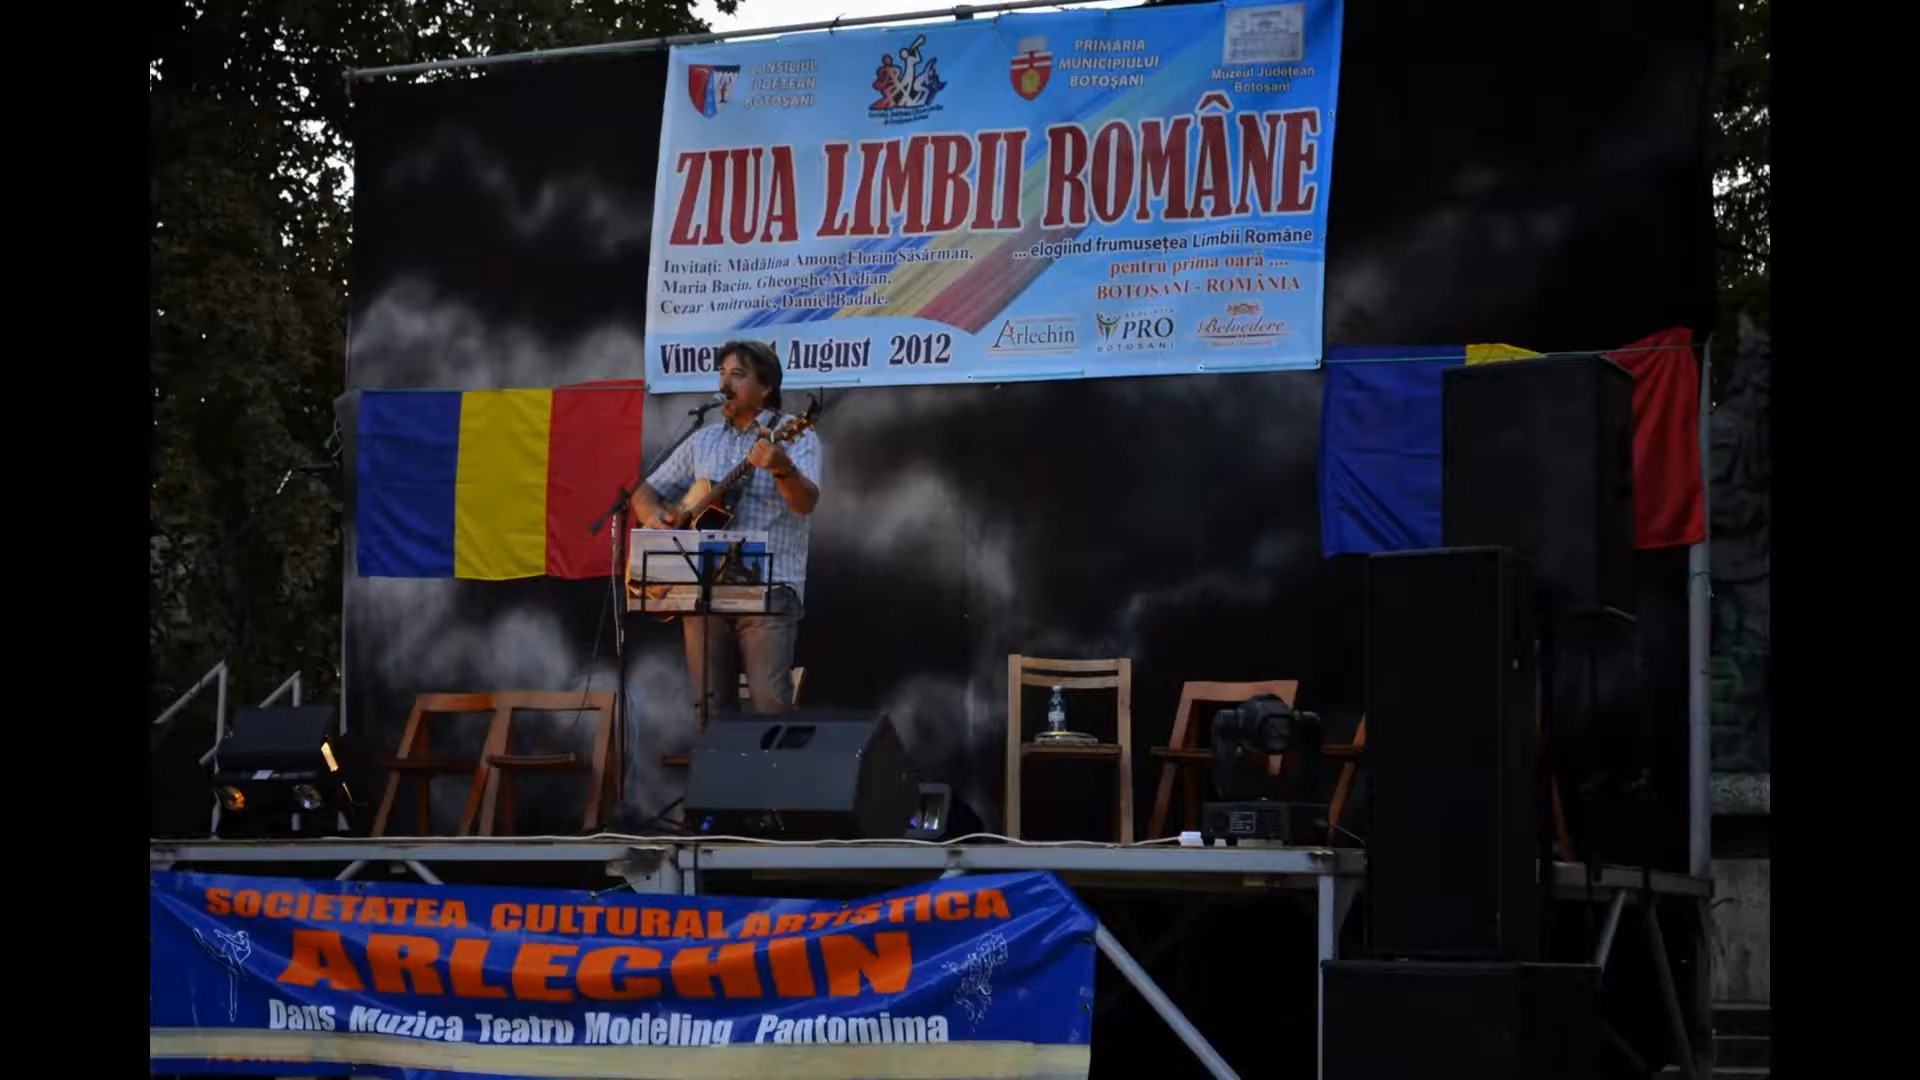 CONSILIUL
JUDEȚEAN
BOTOȘANI
PRIMĂRIA
MUNICIPIULUI
BOTOȘANI
Muzeul Județean
Botoșani
ZIUA LIMBII ROMÂNE
... elogiind frumusețea Limbii Române
Invitați: Mădălina Amon, Florin Săsărman,
Maria Baciu, Gheorghe Median,
Cezar Amitroaie, Daniel Badale.
pentru prima oară ....
BOTOȘANI - ROMÂNIA
August 2012
Arlechin
PRO
BOTOȘANI
Belvedere
SOCIETATEA CULTURAL ARTISTICA
ARLECHIN
Dans Muzica Teatru Modeling Pantomima